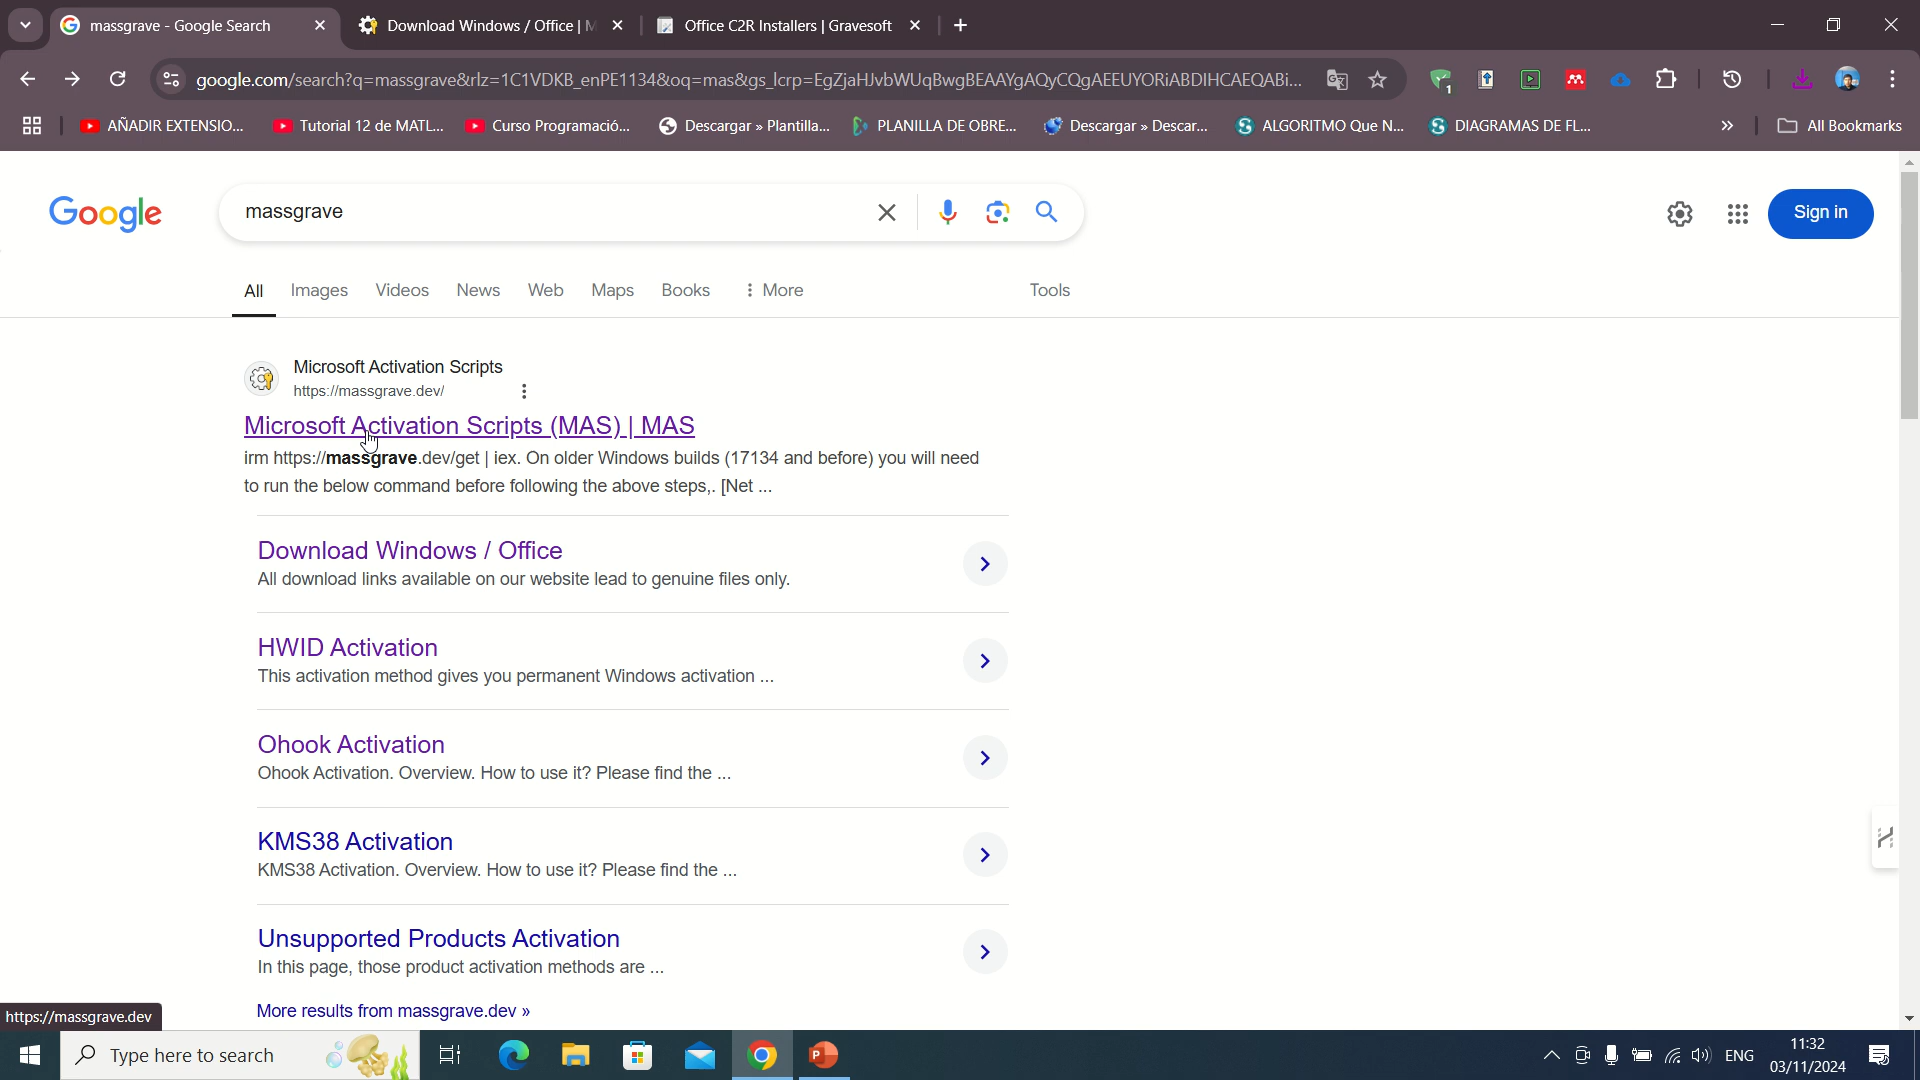 massgrave - Google Search
Download Windows / Office | M
Office C2R Installers | Gravesoft
google.com/search?q=massgrave&rlz=1C1VDKB_enPE1134&oq=mas&gs_lcrp=EgZjaHJvbWUqBwgBEAAYgAQyCQgAEEUYORiABDIHCAEQABi...
AÑADIR EXTENSIO...
Tutorial 12 de MATL...
Curso Programació...
Descargar » Plantilla...
PLANILLA DE OBRE...
Descargar » Descar...
ALGORITMO Que N...
DIAGRAMAS DE FL...
All Bookmarks
Google
massgrave
Sign in
All
Images
Videos
News
Web
Maps
Books
More
Tools
Microsoft Activation Scripts
https://massgrave.dev/
Microsoft Activation Scripts (MAS) | MAS
irm https://massgrave.dev/get | iex. On older Windows builds (17134 and before) you will need
to run the below command before following the above steps,. [Net ...
Download Windows / Office
All download links available on our website lead to genuine files only.
HWID Activation
This activation method gives you permanent Windows activation ...
Ohook Activation
Ohook Activation. Overview. How to use it? Please find the ...
KMS38 Activation
KMS38 Activation. Overview. How to use it? Please find the ...
Unsupported Products Activation
In this page, those product activation methods are ...
More results from massgrave.dev »
https://massgrave.dev
Type here to search
ENG
11:32
03/11/2024